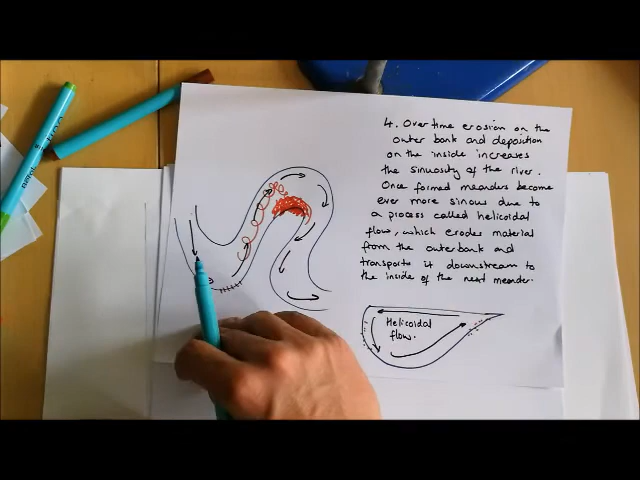 4. Over time erosion on the
outer bank and deposition
on the inside increases
the sinuosity of the river.
Once formed meanders become
ever more sinous due to
a process called helicoidal
flow, which erodes material
from the outerbank and
transports it downstream to
the inside of the next meander.
Helicoidal
flow.